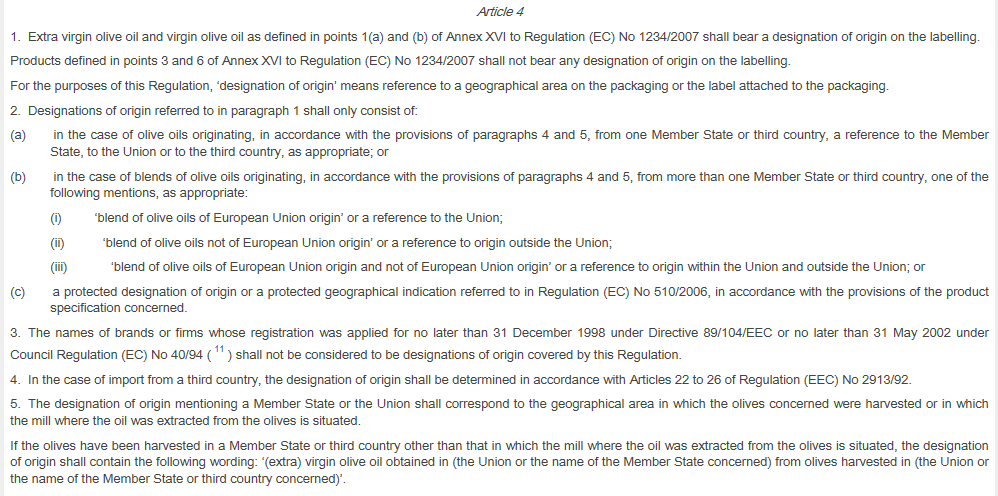 Article 4
1. Extra virgin olive oil and virgin olive oil as defined in points 1(a) and (b) of Annex XVI to Regulation (EC) No 1234/2007 shall bear a designation of origin on the labelling.
Products defined in points 3 and 6 of Annex XVI to Regulation (EC) No 1234/2007 shall not bear any designation of origin on the labelling.
For the purposes of this Regulation, ‘designation of origin’ means reference to a geographical area on the packaging or the label attached to the packaging.
2. Designations of origin referred to in paragraph 1 shall only consist of:
(a) in the case of olive oils originating, in accordance with the provisions of paragraphs 4 and 5, from one Member State or third country, a reference to the Member
State, to the Union or to the third country, as appropriate; or
(b) in the case of blends of olive oils originating, in accordance with the provisions of paragraphs 4 and 5, from more than one Member State or third country, one of the
following mentions, as appropriate:
(i) ‘blend of olive oils of European Union origin’ or a reference to the Union;
(ii) ‘blend of olive oils not of European Union origin’ or a reference to origin outside the Union;
(iii) ‘blend of olive oils of European Union origin and not of European Union origin’ or a reference to origin within the Union and outside the Union; or
(c) a protected designation of origin or a protected geographical indication referred to in Regulation (EC) No 510/2006, in accordance with the provisions of the product
specification concerned.
3. The names of brands or firms whose registration was applied for no later than 31 December 1998 under Directive 89/104/EEC or no later than 31 May 2002 under
Council Regulation (EC) No 40/94 ( 11 ) shall not be considered to be designations of origin covered by this Regulation.
4. In the case of import from a third country, the designation of origin shall be determined in accordance with Articles 22 to 26 of Regulation (EEC) No 2913/92.
5. The designation of origin mentioning a Member State or the Union shall correspond to the geographical area in which the olives concerned were harvested or in which
the mill where the oil was extracted from the olives is situated.
If the olives have been harvested in a Member State or third country other than that in which the mill where the oil was extracted from the olives is situated, the designation
of origin shall contain the following wording: ‘(extra) virgin olive oil obtained in (the Union or the name of the Member State concerned) from olives harvested in (the Union or
the name of the Member State or third country concerned)’.